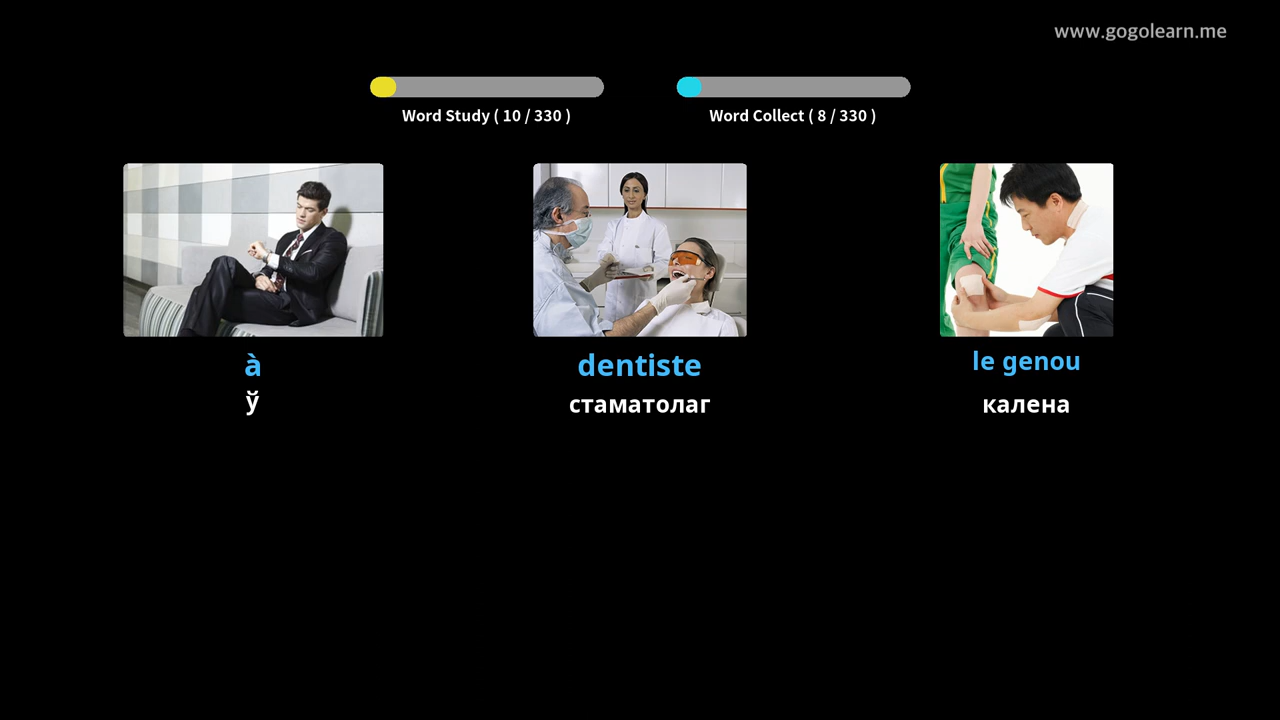 www.gogolearn.me
Word Study ( 10 / 330 )
Word Collect ( 8 / 330 )
à
ў
dentiste
стаматолаг
le genou
калена